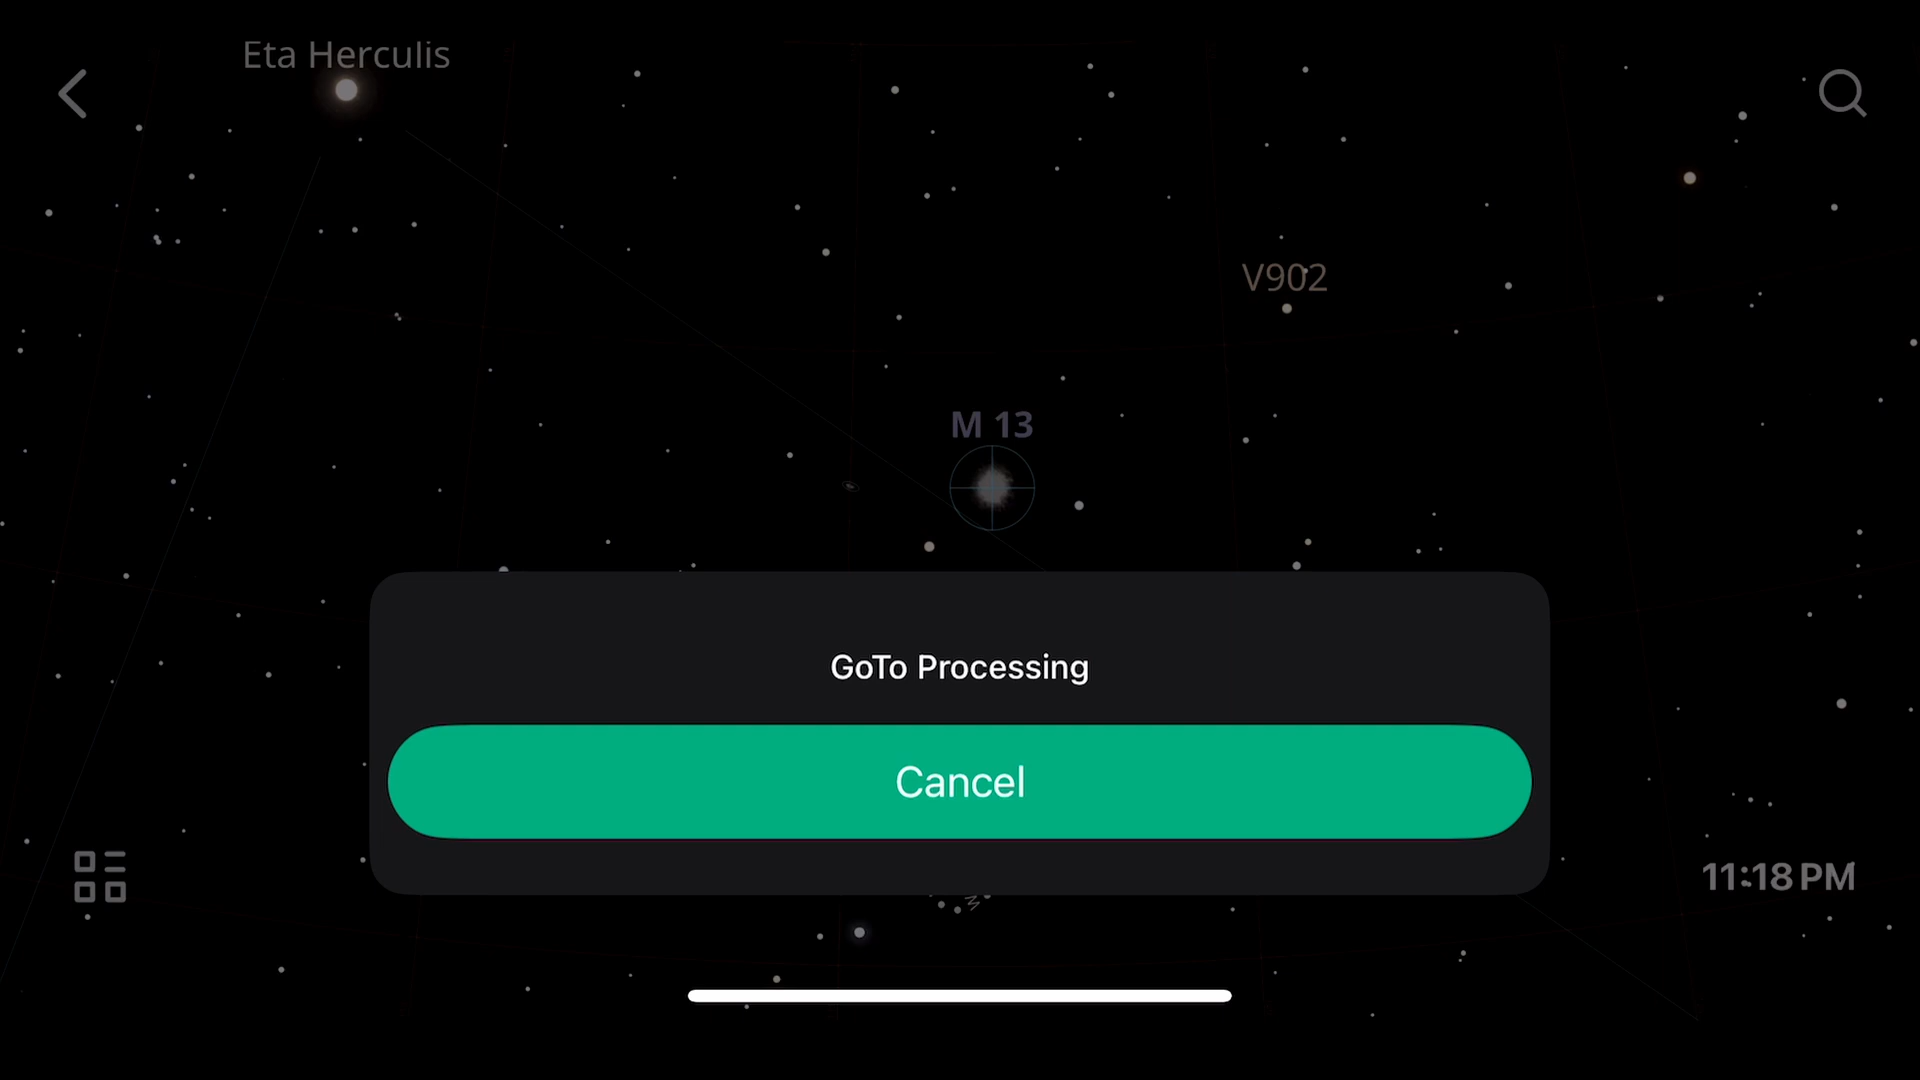 Eta Herculis
V902
M 13
GoTo Processing
Cancel
11:18 PM